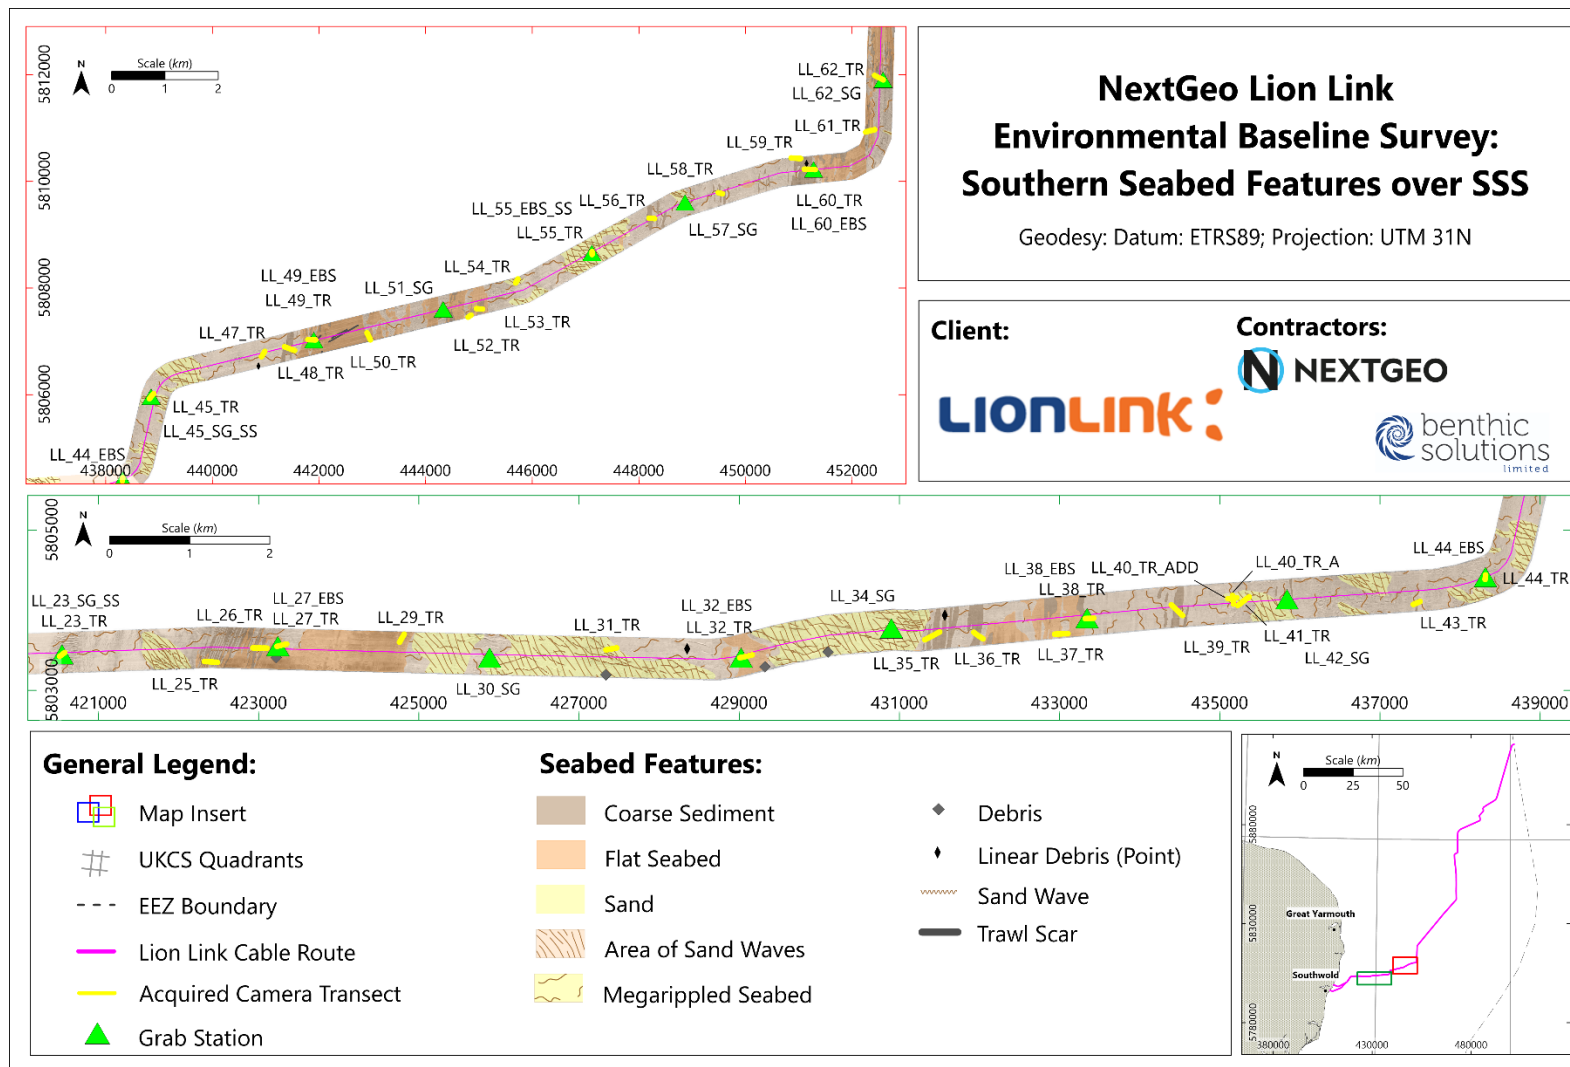 NextGeo Lion Link
Environmental Baseline Survey:
Southern Seabed Features over SSS
Geodesy: Datum: ETRS89; Projection: UTM 31N
Client:
LIONLINK
Contractors:
NEXTGEO
benthic
solutions
limited
N
Scale (km)
0 1 2
5812000
5810000
5808000
5806000
438000 440000 442000 444000 446000 448000 450000 452000
LL_62_TR
LL_62_SG
LL_61_TR
LL_59_TR
LL_58_TR
LL_60_TR
LL_60_EBS
LL_56_TR
LL_57_SG
LL_55_EBS_SS
LL_55_TR
LL_54_TR
LL_53_TR
LL_52_TR
LL_51_SG
LL_50_TR
LL_49_EBS
LL_49_TR
LL_48_TR
LL_47_TR
LL_45_TR
LL_45_SG_SS
LL_44_EBS
N
Scale (km)
0 1 2
5805000
5803000
421000 423000 425000 427000 429000 431000 433000 435000 437000 439000
LL_23_SG_SS
LL_23_TR
LL_25_TR
LL_26_TR
LL_27_EBS
LL_27_TR
LL_29_TR
LL_30_SG
LL_31_TR
LL_32_EBS
LL_32_TR
LL_34_SG
LL_35_TR
LL_36_TR
LL_37_TR
LL_38_EBS
LL_38_TR
LL_39_TR
LL_40_TR_ADD
LL_40_TR_A
LL_41_TR
LL_42_SG
LL_43_TR
LL_44_EBS
LL_44_TR
General Legend:
Map Insert
UKCS Quadrants
EEZ Boundary
Lion Link Cable Route
Acquired Camera Transect
Grab Station
Seabed Features:
Coarse Sediment
Flat Seabed
Sand
Area of Sand Waves
Megarippled Seabed
Debris
Linear Debris (Point)
Sand Wave
Trawl Scar
N
Scale (km)
0 25 50
5880000
5830000
5780000
Great Yarmouth
Southwold
380000 430000 480000